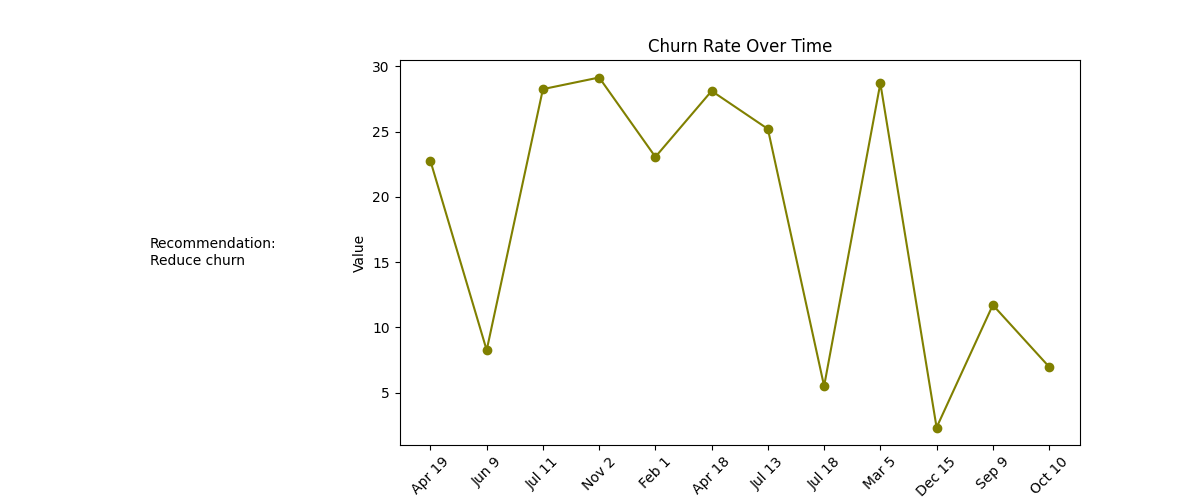 Churn Rate Over Time
Recommendation:
Reduce churn
Value
30
25
20
15
10
5
Apr 19
Jun 9
Jul 11
Nov 2
Feb 1
Apr 18
Jul 13
Jul 18
Mar 5
Dec 15
Sep 9
Oct 10